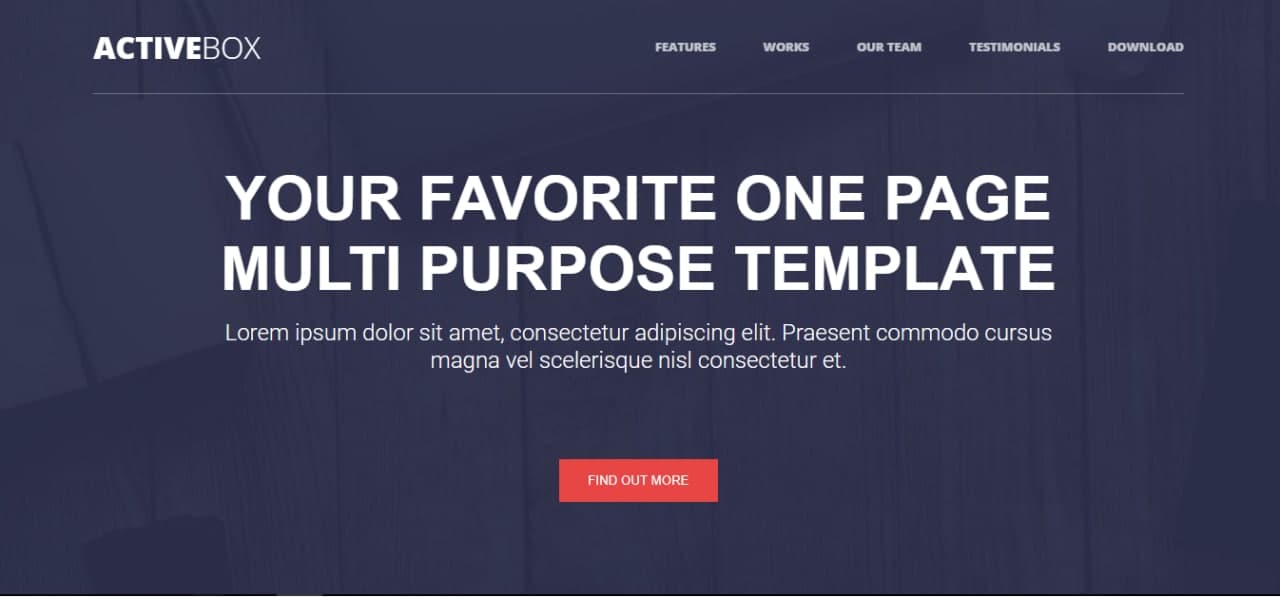 ACTIVEBOX
FEATURES WORKS OUR TEAM TESTIMONIALS DOWNLOAD
YOUR FAVORITE ONE PAGE
MULTI PURPOSE TEMPLATE
Lorem ipsum dolor sit amet, consectetur adipiscing elit. Praesent commodo cursus
magna vel scelerisque nisl consectetur et.
FIND OUT MORE